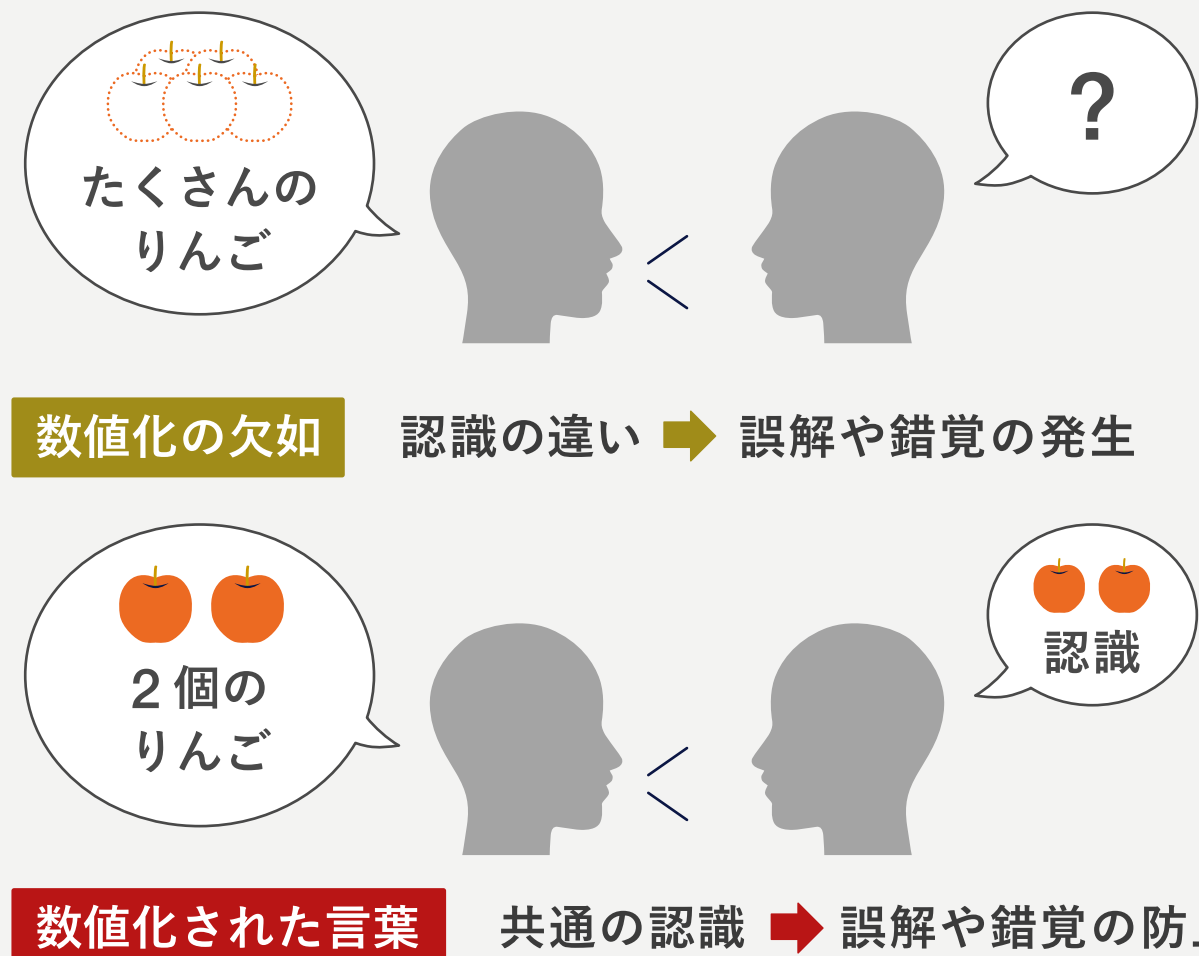 たくさんの
りんご
?
数値化の欠如
認識の違い
誤解や錯覚の発生
2個の
りんご
認識
数値化された言葉
共通の認識
誤解や錯覚の防